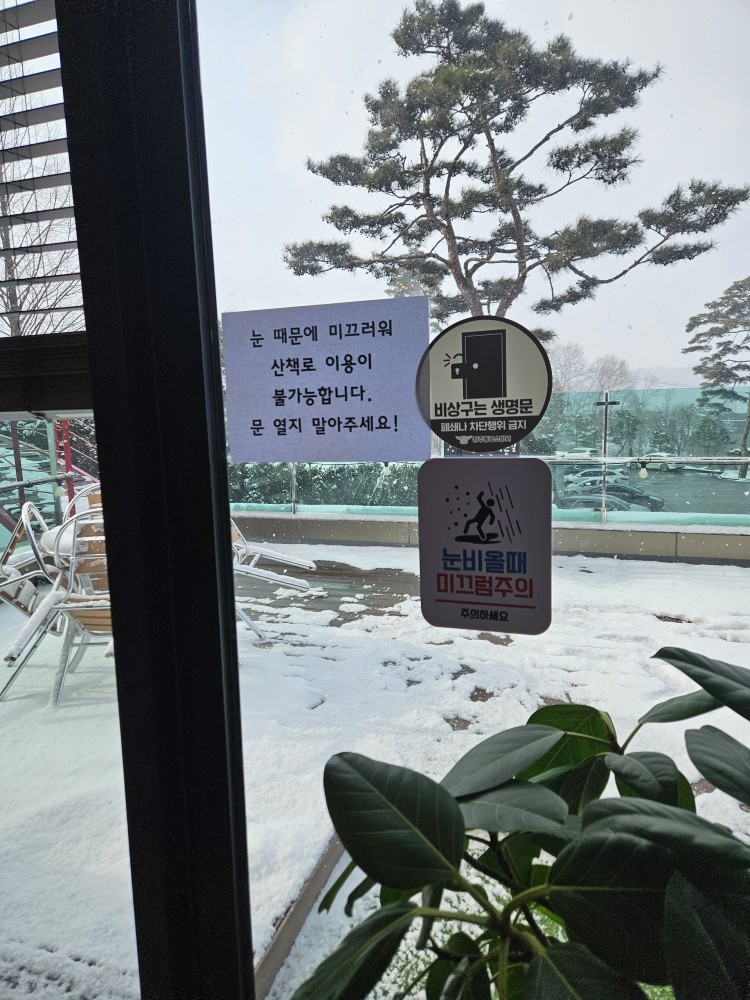 눈 때문에 미끄러워
산책로 이용이
불가능합니다.
문 열지 말아주세요!
비상구는 생명문
폐쇄나 차단행위 금지
눈비올때
미끄럼주의
주의하세요